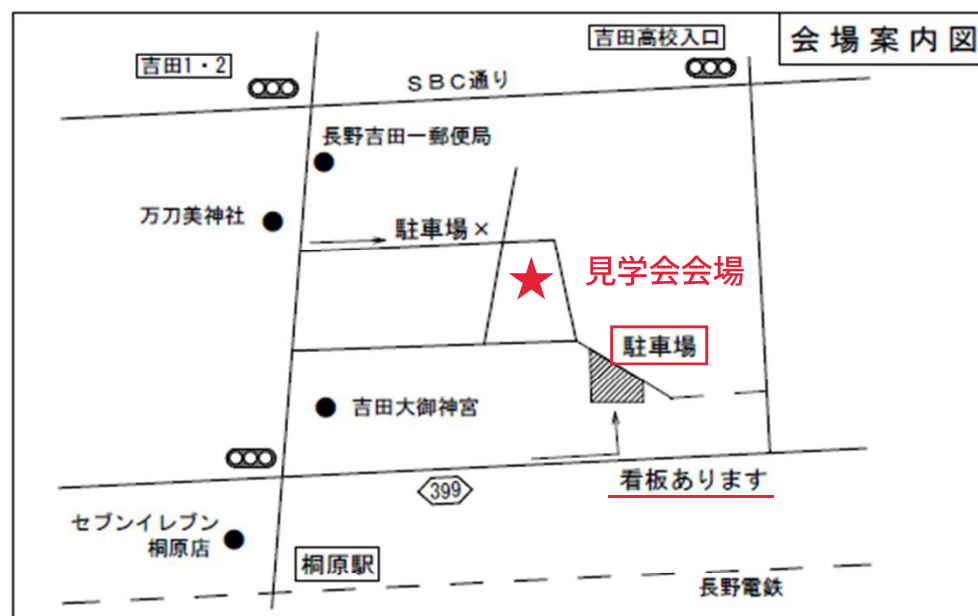 会場案内図
吉田高校入口
吉田1・2
SBC通り
長野吉田一郵便局
万刀美神社
駐車場×
見学会会場
駐車場
吉田大御神宮
399
看板あります
セブンイレブン
桐原店
桐原駅
長野電鉄